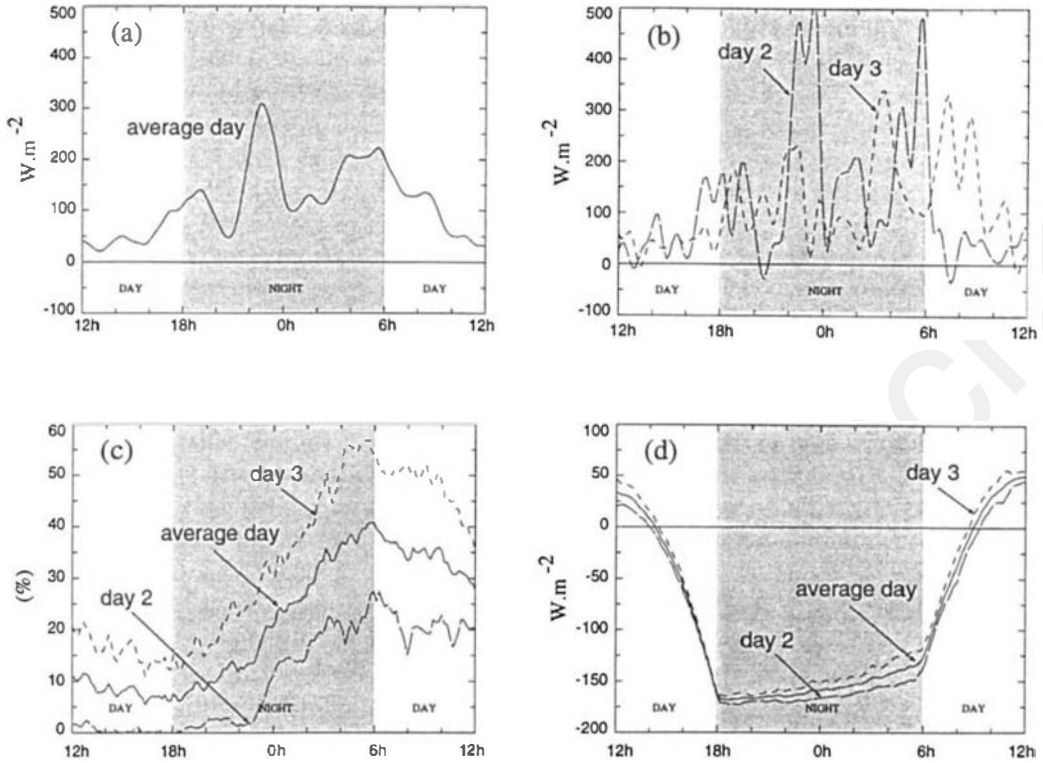 (a)
500
400
300
200
100
0
-100
W.m-2
average day
DAY NIGHT DAY
12h 18h 0h 6h 12h
(b)
500
400
300
200
100
0
-100
W.m-2
day 2
day 3
DAY NIGHT DAY
12h 18h 0h 6h 12h
(c)
60
50
40
30
20
10
0
(%)
day 3
average day
day 2
DAY NIGHT DAY
12h 18h 0h 6h 12h
(d)
100
50
0
-50
-100
-150
-200
W.m-2
day 3
average day
day 2
DAY NIGHT DAY
12h 18h 0h 6h 12h